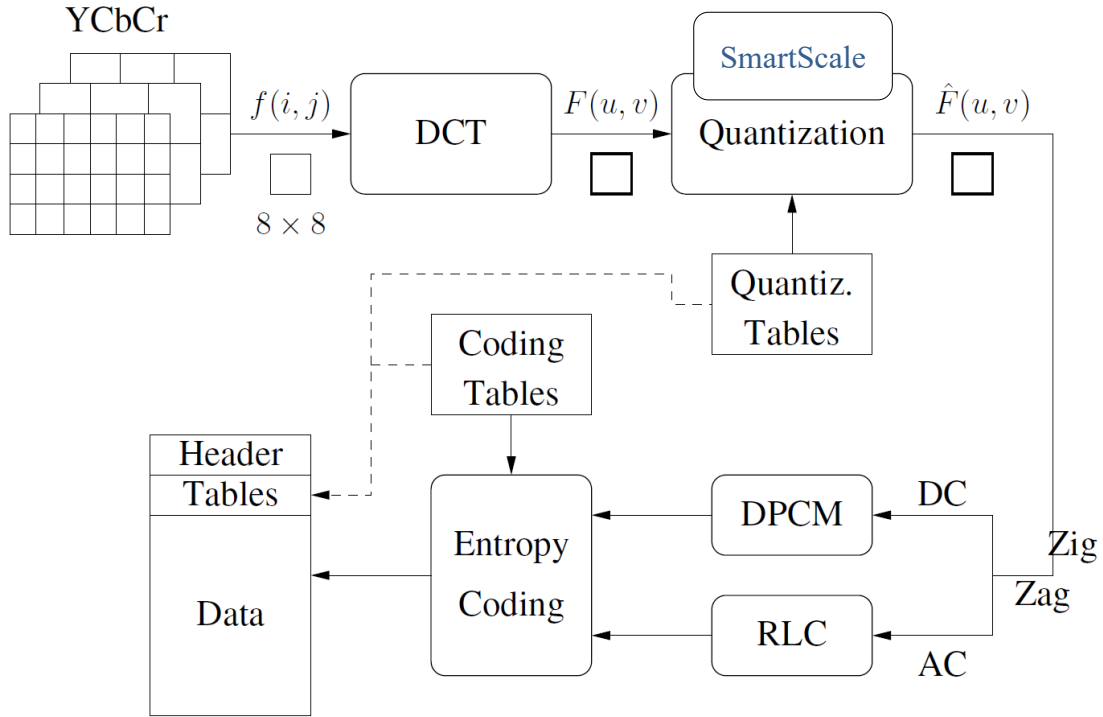 YCbCr
f(i, j)
8 × 8
DCT
F(u, v)
SmartScale
Quantization
F̂(u, v)
Quantiz.
Tables
Coding
Tables
Header
Tables
Data
Entropy
Coding
DPCM
DC
RLC
AC
Zig
Zag